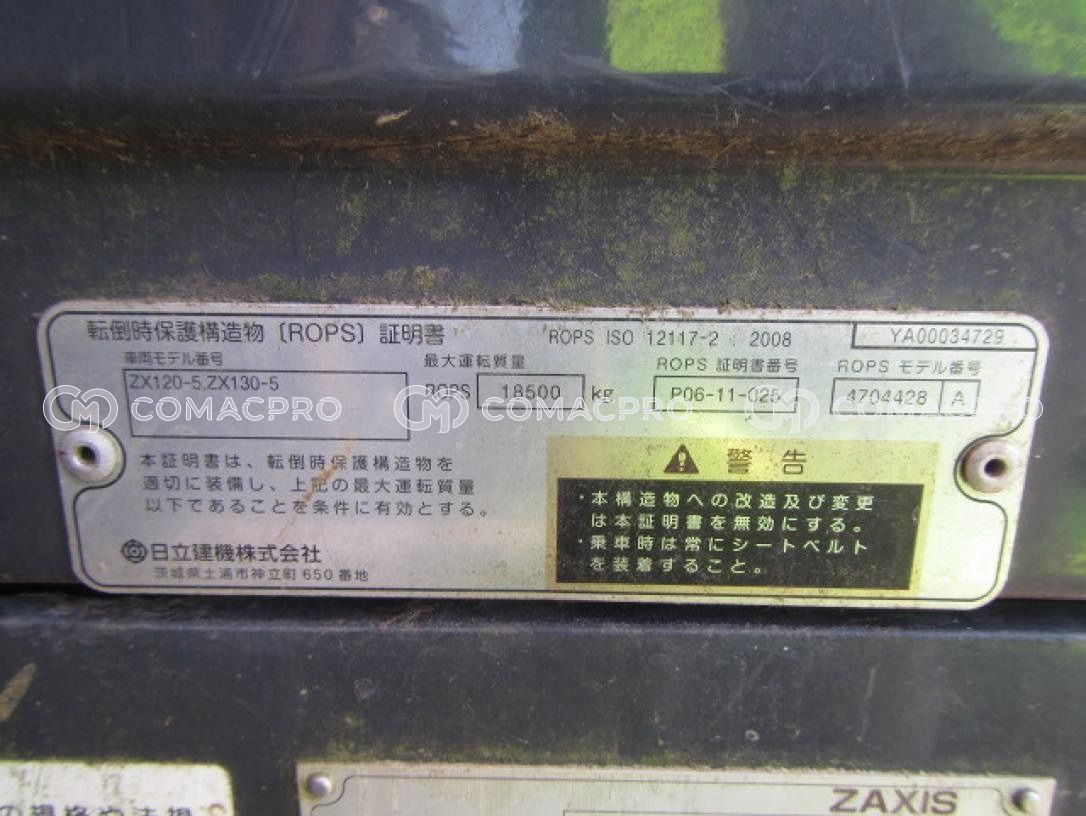 転倒時保護構造物〔ROPS〕証明書 ROPS ISO 12117-2 : 2008 YA00034729
車両モデル番号 最大運転質量 ROPS 証明書番号 ROPS モデル番号
ZX120-5,ZX130-5 ROPS 18500 kg P06-11-025 4704428 A
COMACPRO COMACPRO COMACPRO
本証明書は、転倒時保護構造物を
適切に装備し、上記の最大運転質量
以下であることを条件に有効とする。
日立建機株式会社
茨城県土浦市神立町 650 番地
警告
・本構造物への改造及び変更
は本証明書を無効にする。
・乗車時は常にシートベルト
を装着すること。
COMACPRO COMACPRO COMACPRO
ZAXIS